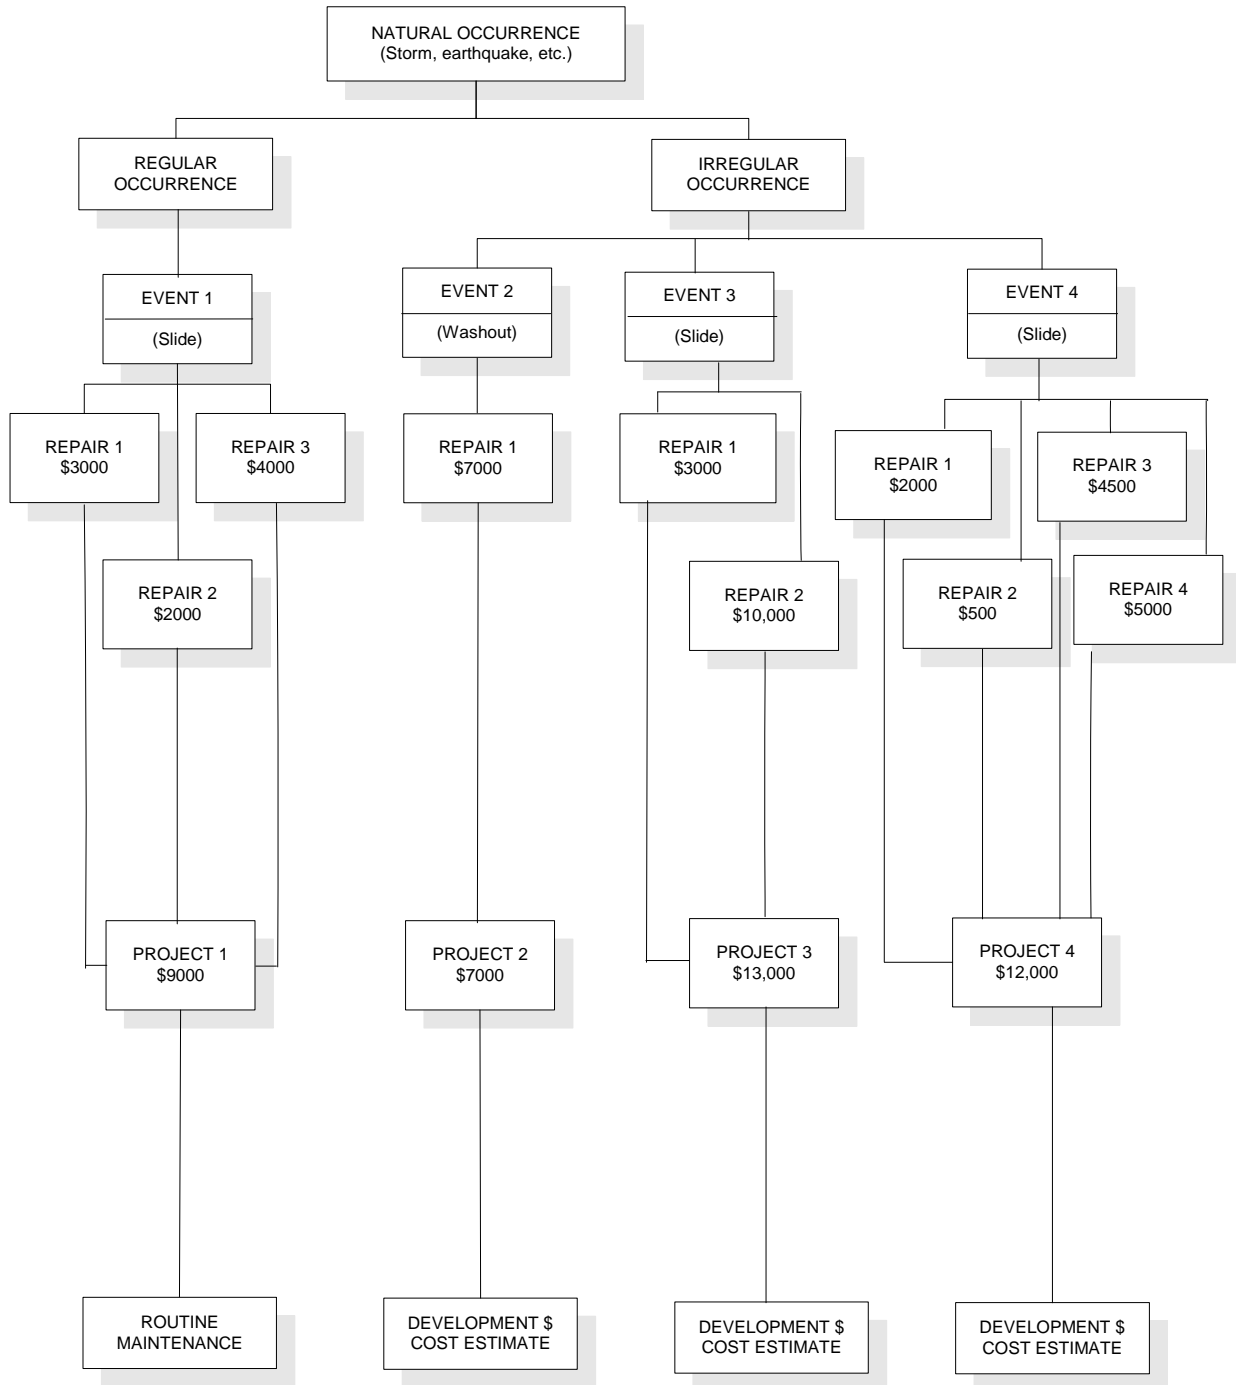 NATURAL OCCURRENCE
(Storm, earthquake, etc.)
REGULAR
OCCURRENCE
IRREGULAR
OCCURRENCE
EVENT 1
(Slide)
EVENT 2
(Washout)
EVENT 3
(Slide)
EVENT 4
(Slide)
REPAIR 1
$3000
REPAIR 3
$4000
REPAIR 1
$7000
REPAIR 1
$3000
REPAIR 1
$2000
REPAIR 3
$4500
REPAIR 2
$2000
REPAIR 2
$10,000
REPAIR 2
$500
REPAIR 4
$5000
PROJECT 1
$9000
PROJECT 2
$7000
PROJECT 3
$13,000
PROJECT 4
$12,000
ROUTINE
MAINTENANCE
DEVELOPMENT $
COST ESTIMATE
DEVELOPMENT $
COST ESTIMATE
DEVELOPMENT $
COST ESTIMATE